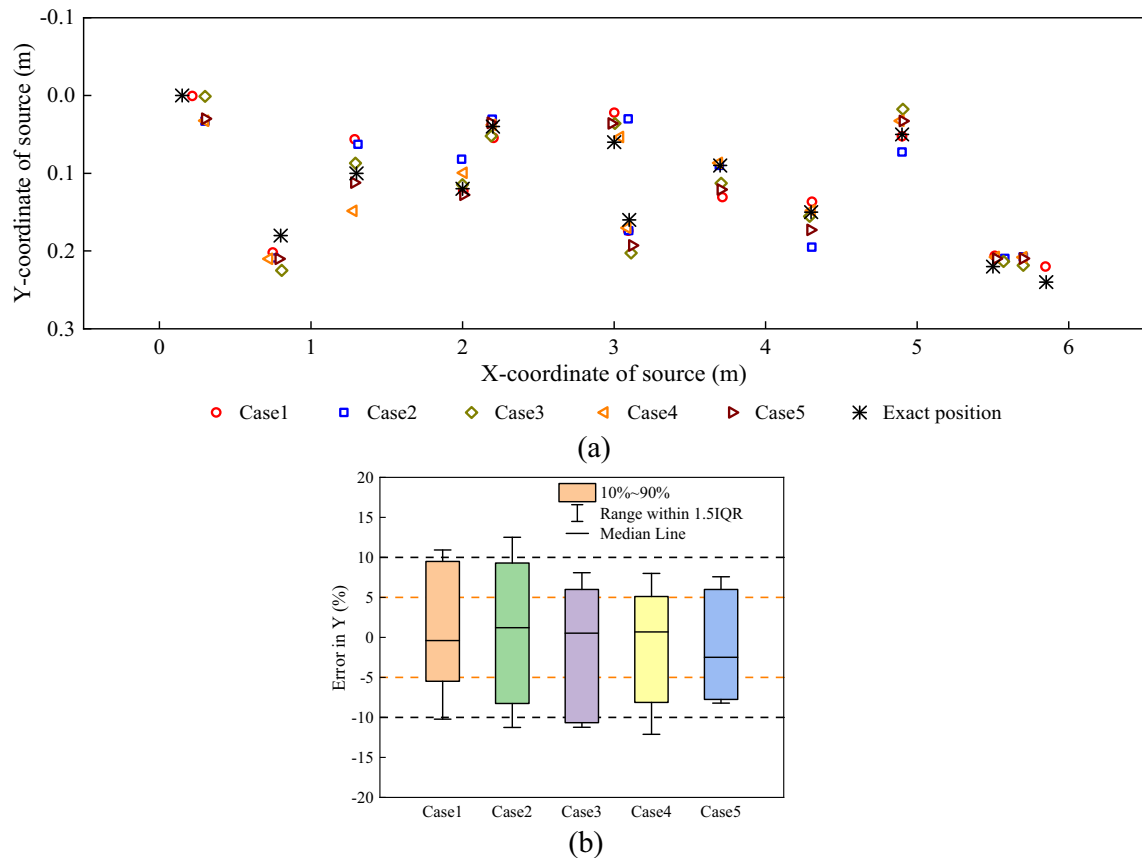 -0.1
0.0
0.1
0.2
0.3
Y-coordinate of source (m)
0 1 2 3 4 5 6
X-coordinate of source (m)
Case1 Case2 Case3 Case4 Case5 Exact position
(a)
20
15
10
5
0
-5
-10
-15
-20
Error in Y (%)
10%~90%
Range within 1.5IQR
Median Line
Case1 Case2 Case3 Case4 Case5
(b)